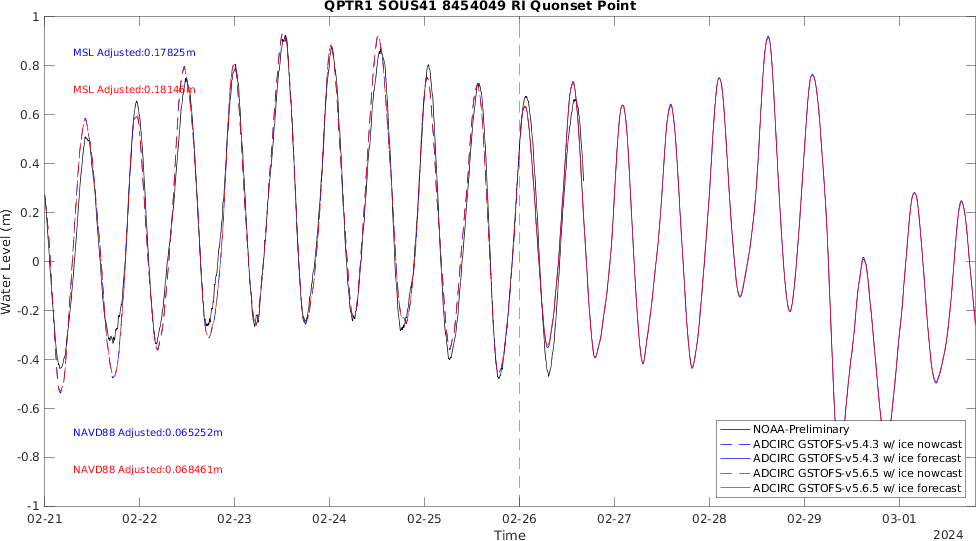 QPTR1 SOUS41 8454049 RI Quonset Point
MSL Adjusted:0.17825m
MSL Adjusted:0.18146m
NAVD88 Adjusted:0.065252m
NAVD88 Adjusted:0.068461m
Water Level (m)
1
0.8
0.6
0.4
0.2
0
-0.2
-0.4
-0.6
-0.8
-1
NOAA-Preliminary
ADCIRC GSTOFS-v5.4.3 w/ ice nowcast
ADCIRC GSTOFS-v5.4.3 w/ ice forecast
ADCIRC GSTOFS-v5.6.5 w/ ice nowcast
ADCIRC GSTOFS-v5.6.5 w/ ice forecast
02-21 02-22 02-23 02-24 02-25 02-26 02-27 02-28 02-29 03-01
Time
2024